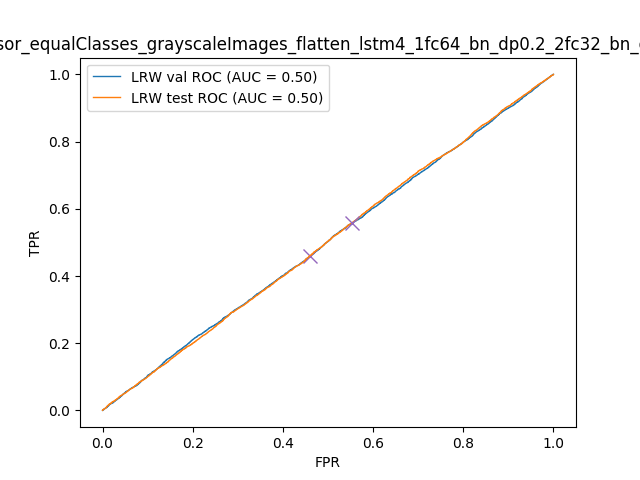 sor_equalClasses_grayscaleImages_flatten_lstm4_1fc64_bn_dp0.2_2fc32_bn_
LRW val ROC (AUC = 0.50)
LRW test ROC (AUC = 0.50)
1.0
0.8
0.6
0.4
0.2
0.0
TPR
0.0 0.2 0.4 0.6 0.8 1.0
FPR